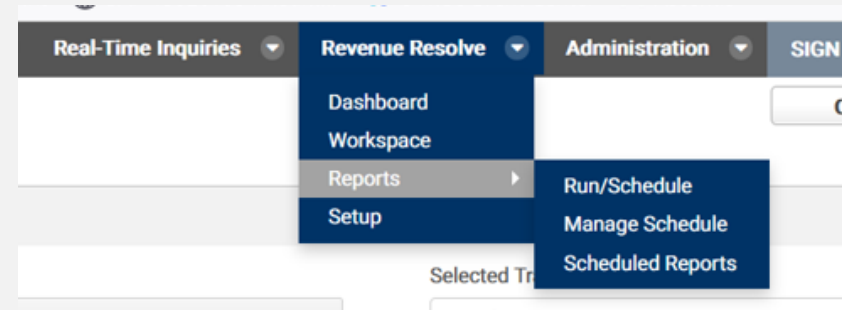 Real-Time Inquiries Revenue Resolve Administration SIGN
Dashboard
Workspace
Reports
Run/Schedule
Setup
Manage Schedule
Scheduled Reports
Selected Tr